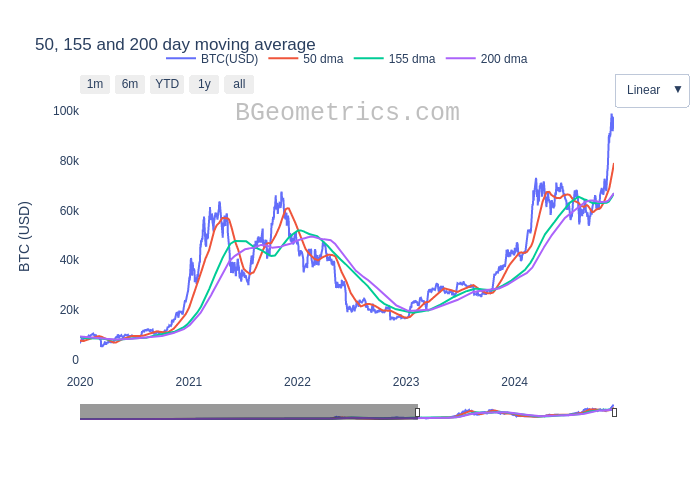 50, 155 and 200 day moving average
BTC(USD) 50 dma 155 dma 200 dma
1m 6m YTD 1y all
Linear ▼
BGeometrics.com
100k
80k
60k
40k
20k
0
BTC (USD)
2020 2021 2022 2023 2024